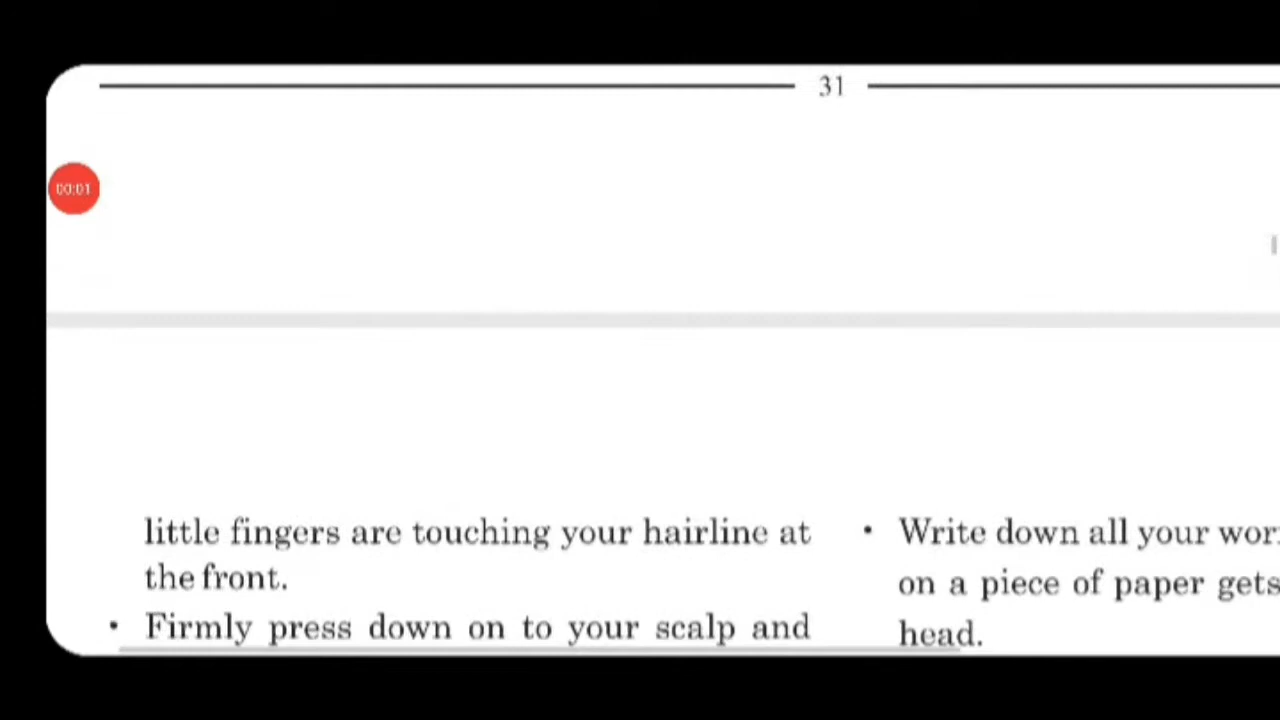 31
00:01
little fingers are touching your hairline at
the front.
• Firmly press down on to your scalp and
• Write down all your
on a piece of paper gets
head.